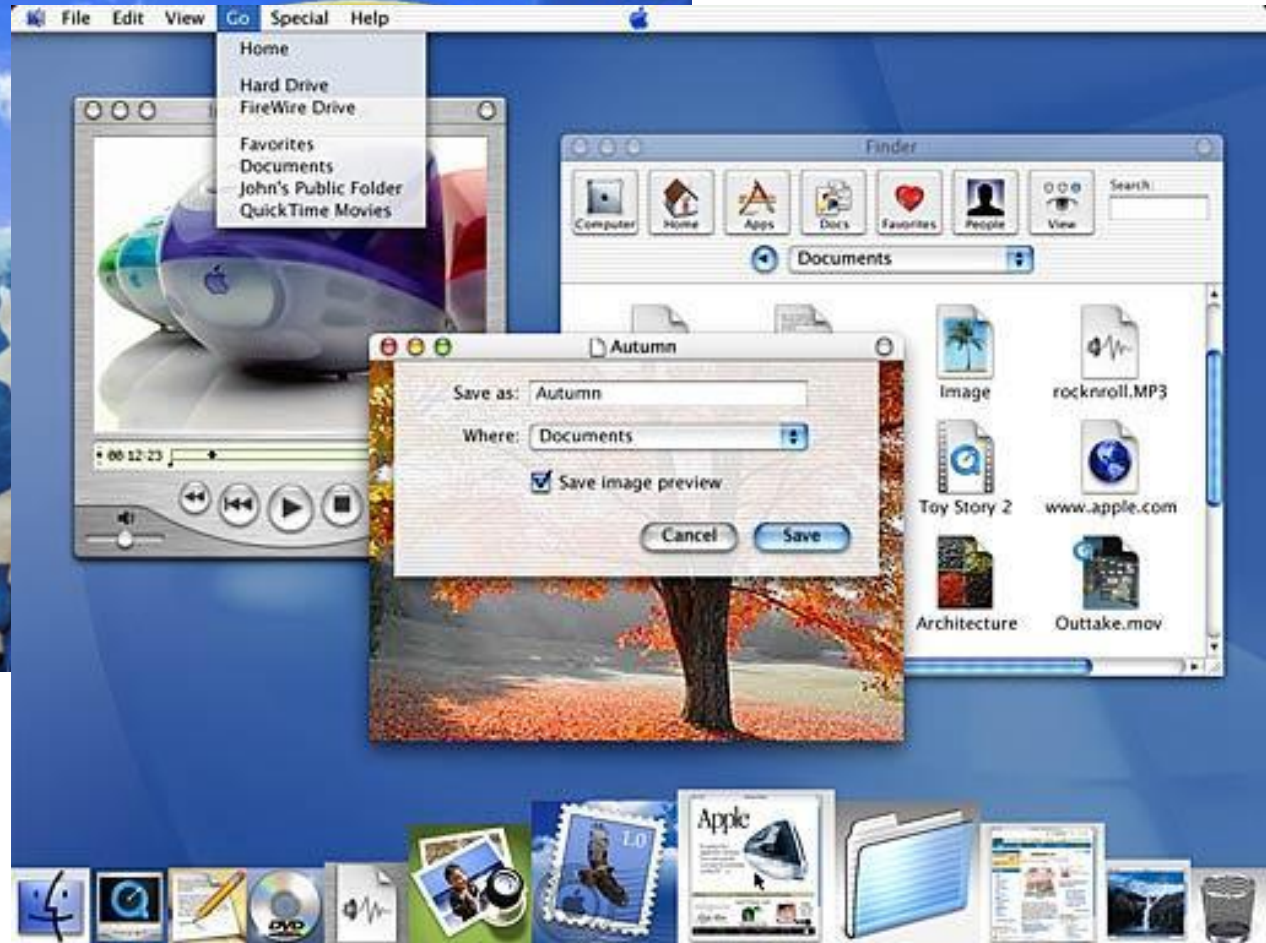 File Edit View Go Special Help
Home
Hard Drive
FireWire Drive
Favorites
Documents
John's Public Folder
QuickTime Movies
00:12:23
Finder
Computer Home Apps Docs Favorites People View Search:
Documents
Image rocknroll.MP3
Toy Story 2 www.apple.com
Architecture Outtake.mov
Autumn
Save as: Autumn
Where: Documents
Save image preview
Cancel Save
1.0
Apple
DVD